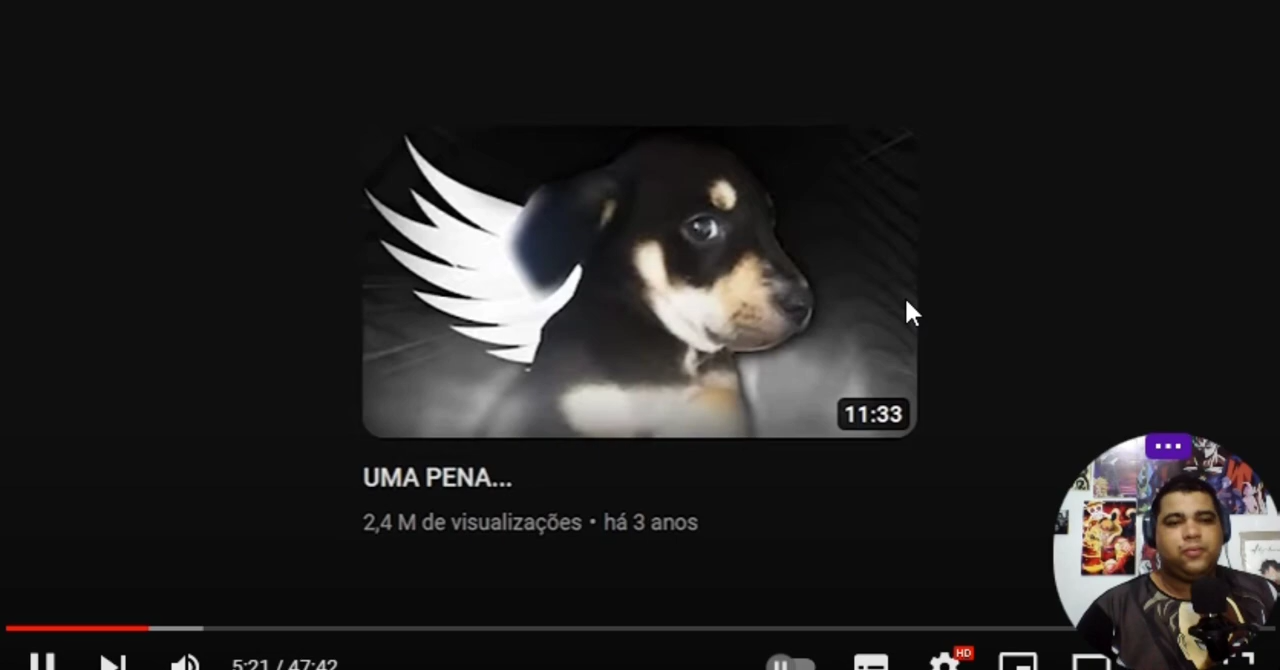 11:33
UMA PENA...
2,4 M de visualizações • há 3 anos
5:21 / 47:42
HD